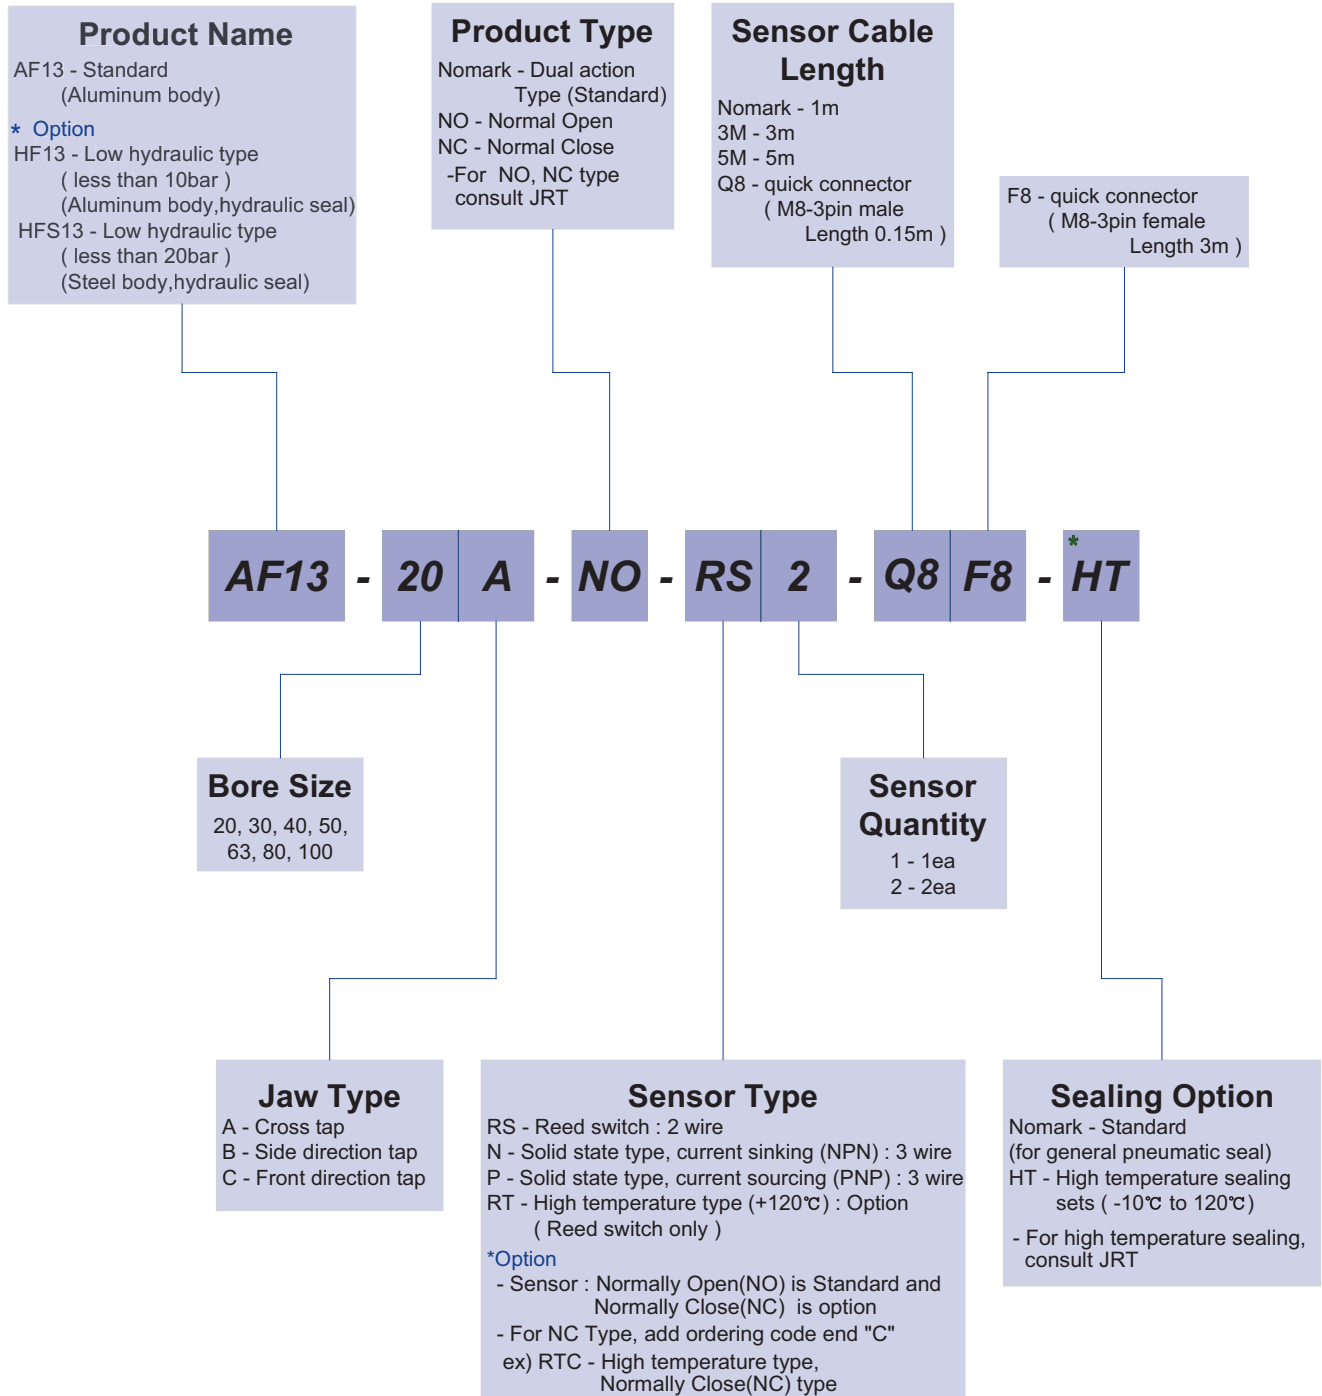 Product Name
AF13 - Standard
(Aluminum body)
* Option
HF13 - Low hydraulic type
( less than 10bar )
(Aluminum body,hydraulic seal)
HFS13 - Low hydraulic type
( less than 20bar )
(Steel body,hydraulic seal)
Product Type
Nomark - Dual action
Type (Standard)
NO - Normal Open
NC - Normal Close
-For NO, NC type
consult JRT
Sensor Cable
Length
Nomark - 1m
3M - 3m
5M - 5m
Q8 - quick connector
( M8-3pin male
Length 0.15m )
F8 - quick connector
( M8-3pin female
Length 3m )
AF13 - 20 A - NO - RS 2 - Q8 F8 - *HT
Bore Size
20, 30, 40, 50,
63, 80, 100
Sensor
Quantity
1 - 1ea
2 - 2ea
Jaw Type
A - Cross tap
B - Side direction tap
C - Front direction tap
Sensor Type
RS - Reed switch : 2 wire
N - Solid state type, current sinking (NPN) : 3 wire
P - Solid state type, current sourcing (PNP) : 3 wire
RT - High temperature type (+120℃) : Option
( Reed switch only )
*Option
- Sensor : Normally Open(NO) is Standard and
Normally Close(NC) is option
- For NC Type, add ordering code end "C"
ex) RTC - High temperature type,
Normally Close(NC) type
Sealing Option
Nomark - Standard
(for general pneumatic seal)
HT - High temperature sealing
sets ( -10℃ to 120℃)
- For high temperature sealing,
consult JRT